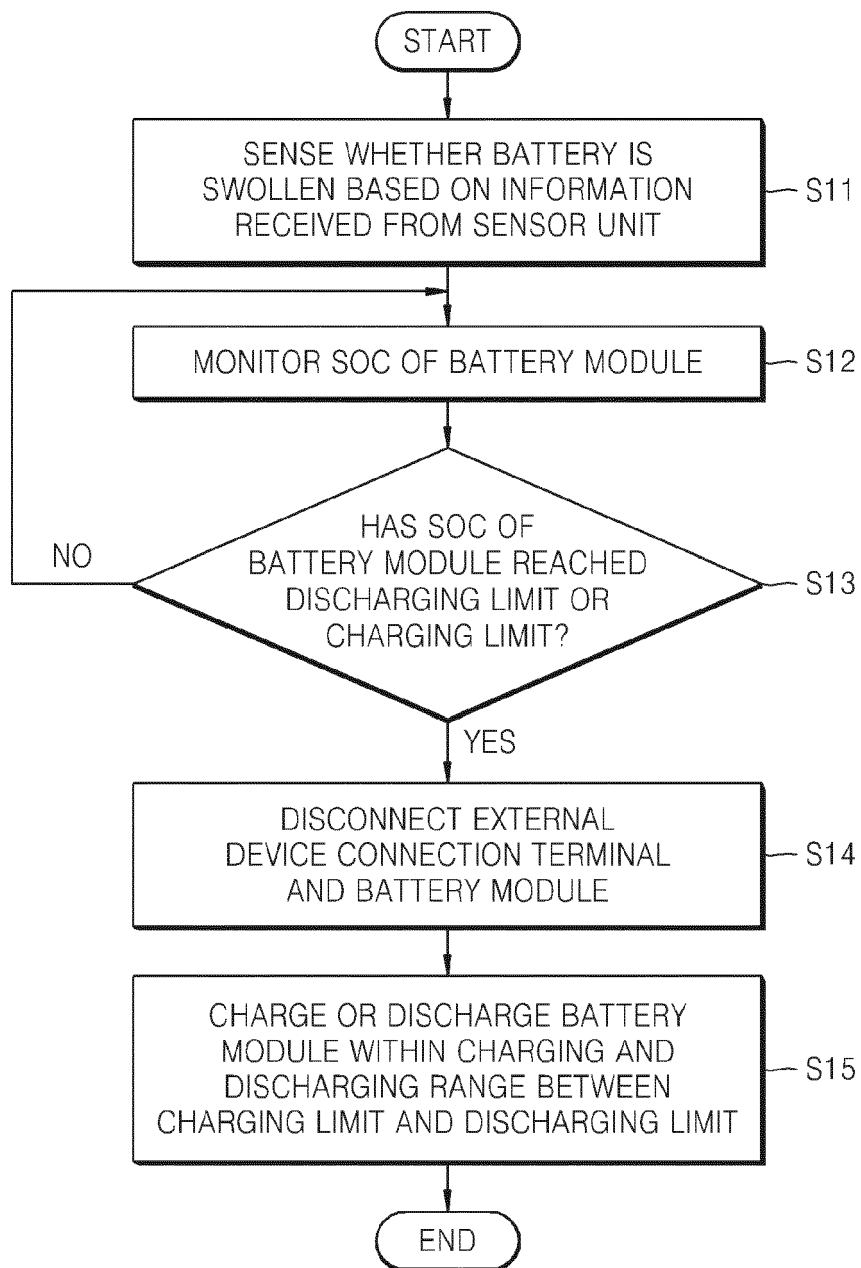 START
SENSE WHETHER BATTERY IS
SWOLLEN BASED ON INFORMATION
RECEIVED FROM SENSOR UNIT
S11
MONITOR SOC OF BATTERY MODULE
S12
HAS SOC OF
BATTERY MODULE REACHED
DISCHARGING LIMIT OR
CHARGING LIMIT?
S13
NO
YES
DISCONNECT EXTERNAL
DEVICE CONNECTION TERMINAL
AND BATTERY MODULE
S14
CHARGE OR DISCHARGE BATTERY
MODULE WITHIN CHARGING AND
DISCHARGING RANGE BETWEEN
CHARGING LIMIT AND DISCHARGING LIMIT
S15
END